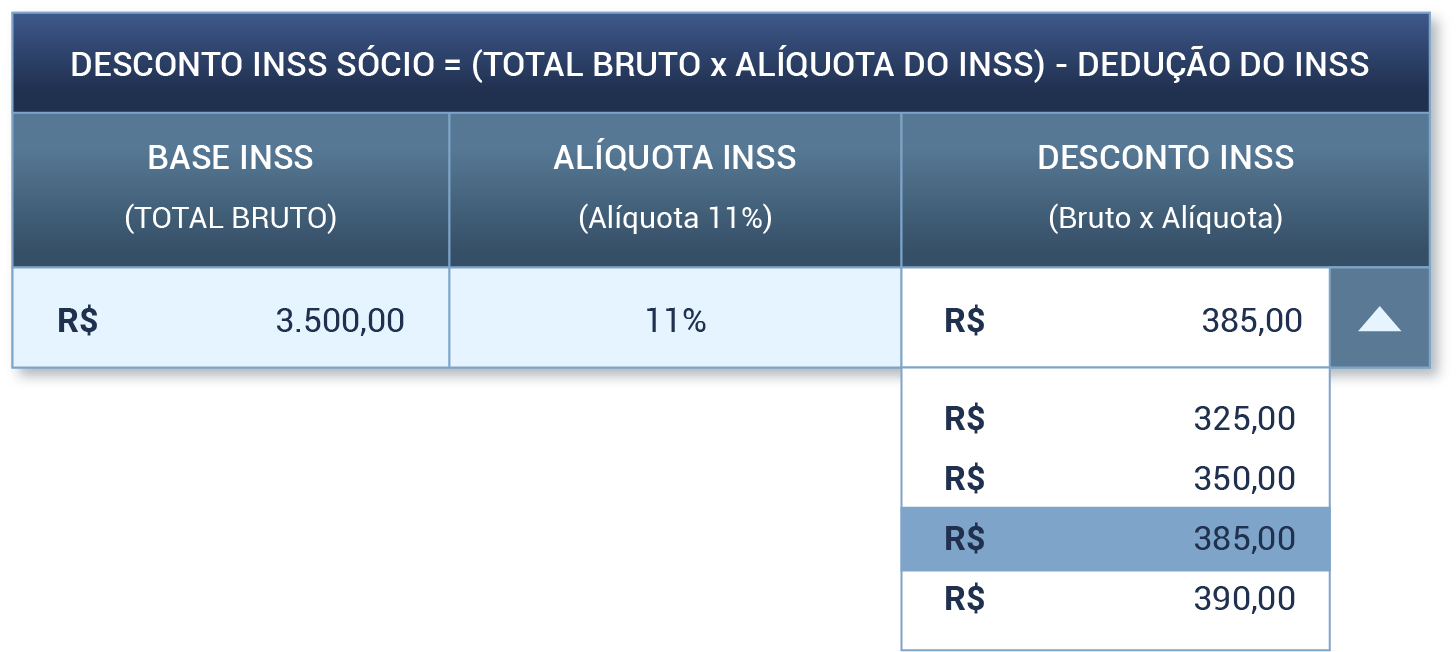 DESCONTO INSS SÓCIO = (TOTAL BRUTO x ALÍQUOTA DO INSS) - DEDUÇÃO DO INSS
BASE INSS
(TOTAL BRUTO)
ALÍQUOTA INSS
(Alíquota 11%)
DESCONTO INSS
(Bruto x Alíquota)
R$ 3.500,00
11%
R$ 385,00
R$ 325,00
R$ 350,00
R$ 385,00
R$ 390,00